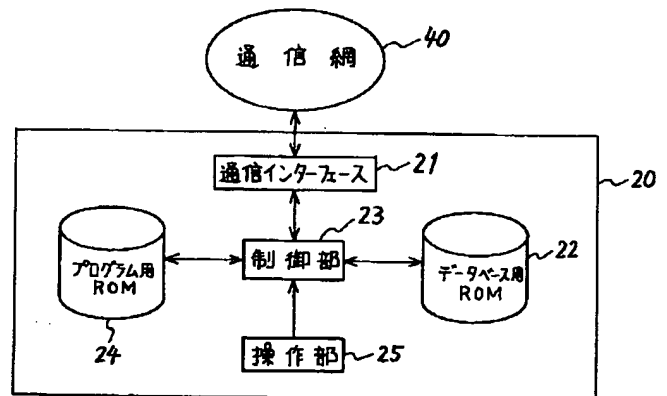 通信網
40
通信インターフェース
21
20
23
プログラム用
ROM
制御部
データベース用
ROM
22
24
操作部
25